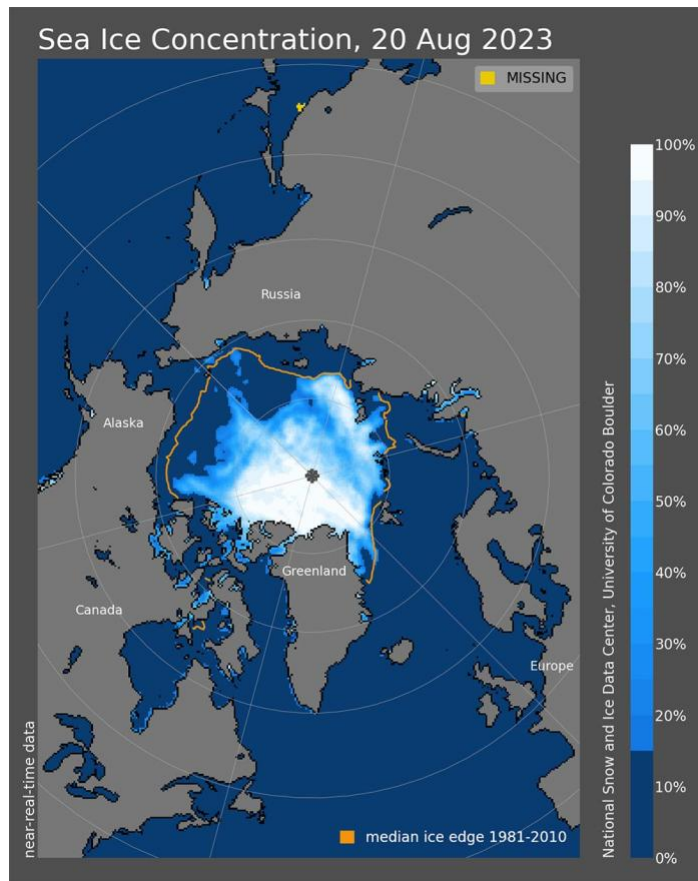 Sea Ice Concentration, 20 Aug 2023
MISSING
Russia
Alaska
Greenland
Canada
Europe
near-real-time data
median ice edge 1981-2010
100%
90%
80%
70%
60%
50%
40%
30%
20%
10%
0%
National Snow and Ice Data Center, University of Colorado Boulder